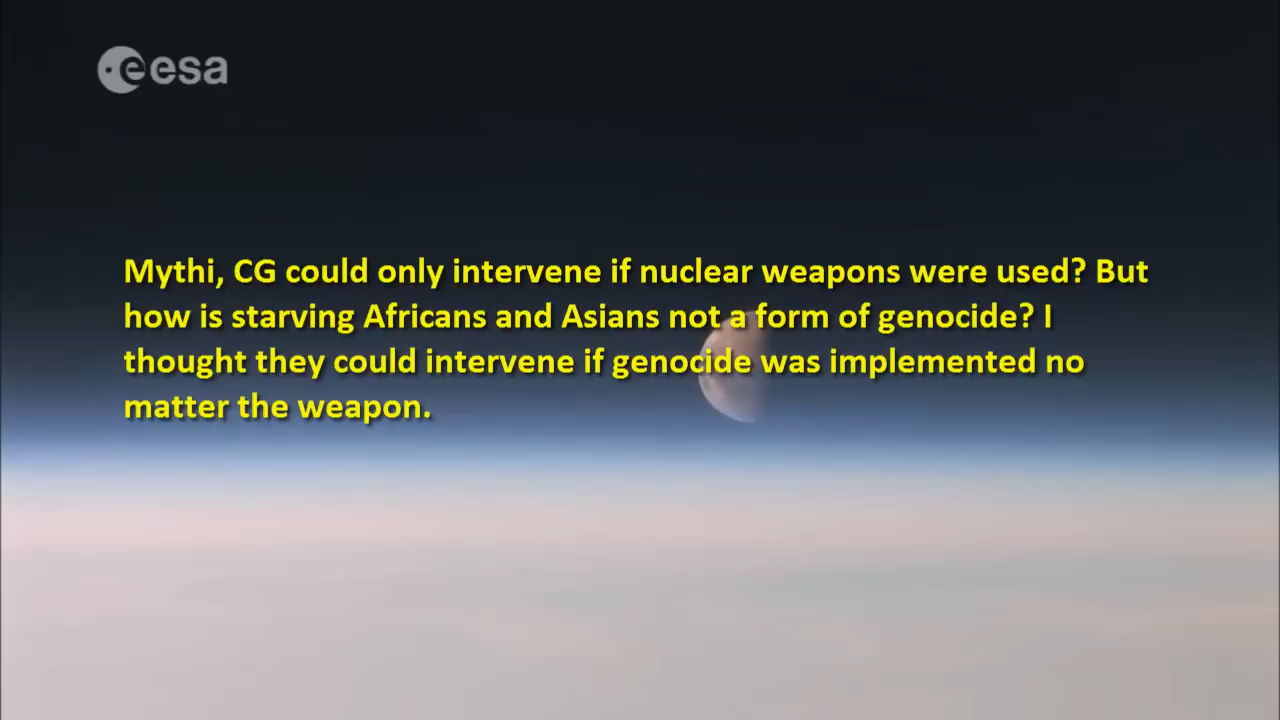 esa
Mythi, CG could only intervene if nuclear weapons were used? But
how is starving Africans and Asians not a form of genocide? I
thought they could intervene if genocide was implemented no
matter the weapon.